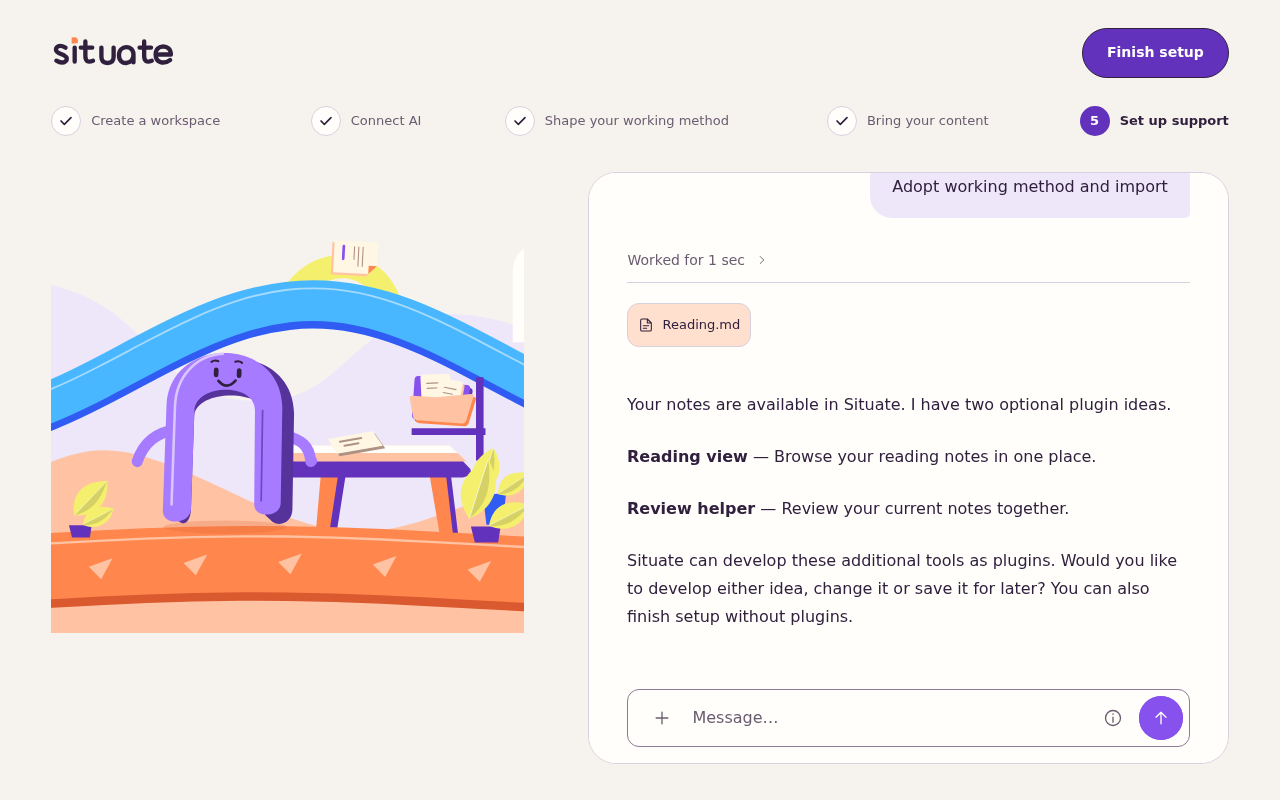 situate
Finish setup
Create a workspace
Connect AI
Shape your working method
Bring your content
5
Set up support
Adopt working method and import
Worked for 1 sec
Reading.md
Your notes are available in Situate. I have two optional plugin ideas.
Reading view — Browse your reading notes in one place.
Review helper — Review your current notes together.
Situate can develop these additional tools as plugins. Would you like
to develop either idea, change it or save it for later? You can also
finish setup without plugins.
Message...